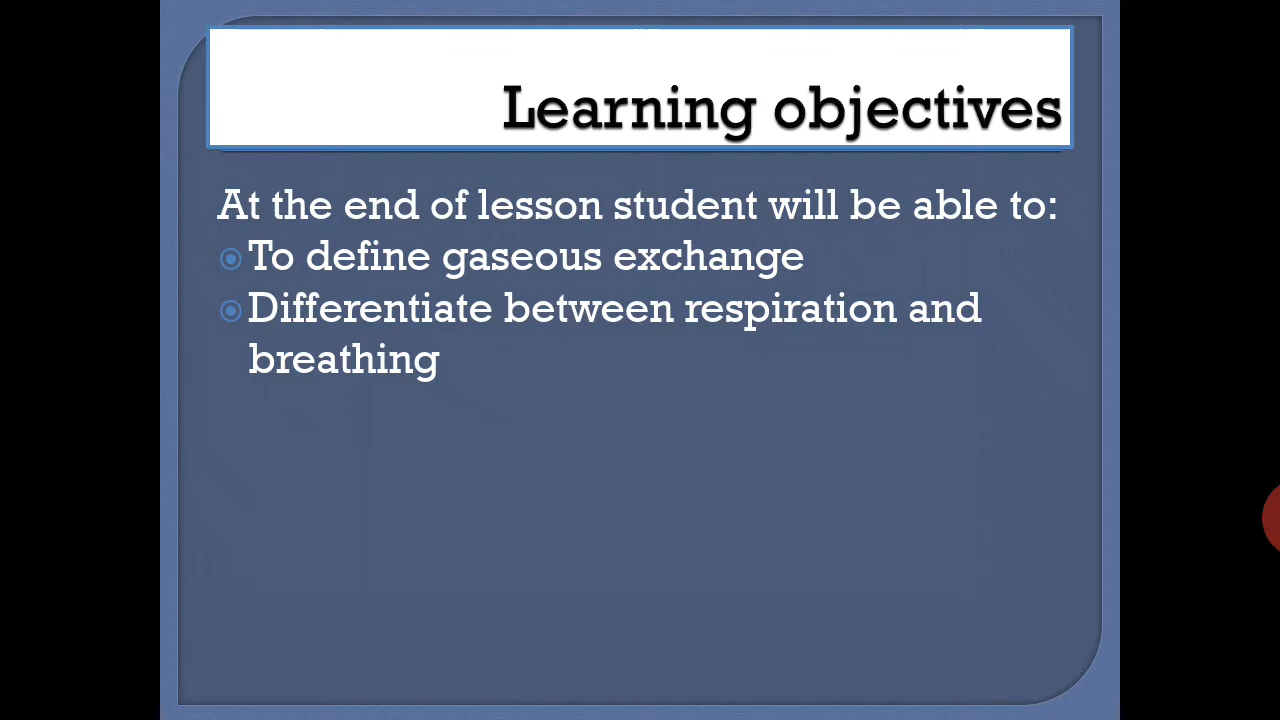 Learning objectives
At the end of lesson student will be able to:
To define gaseous exchange
Differentiate between respiration and
breathing